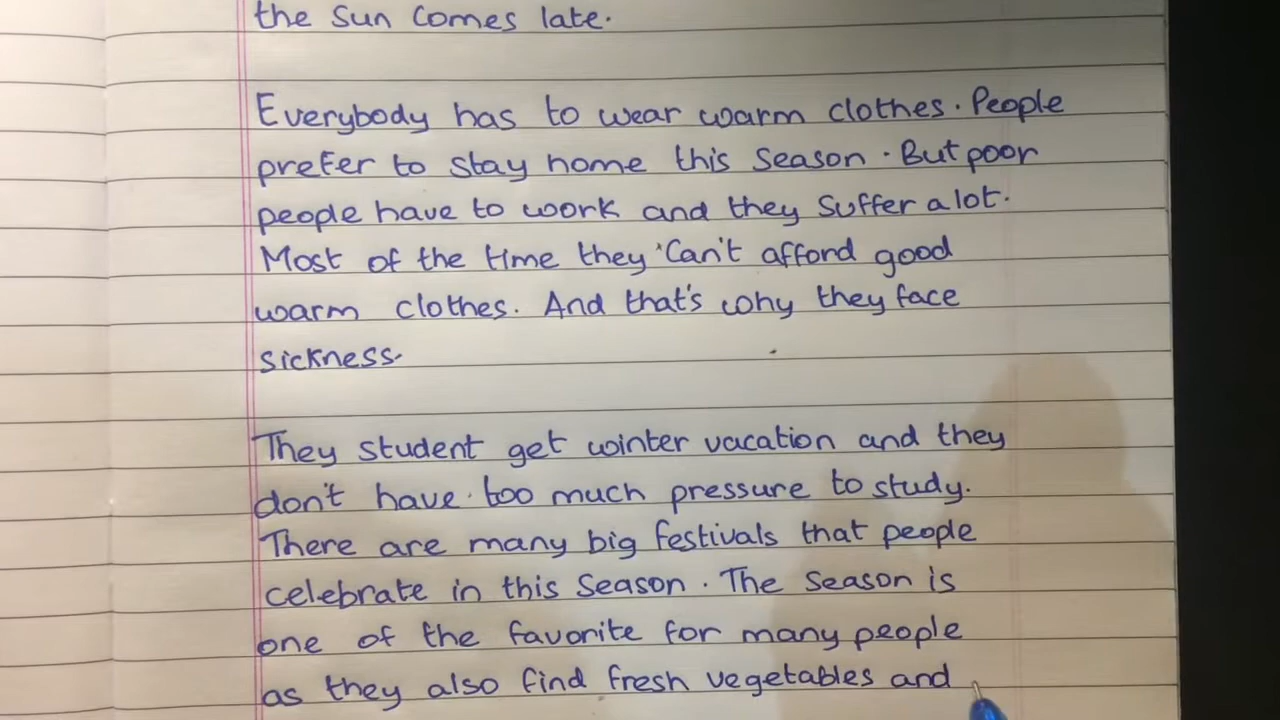 the sun comes late.
Everybody has to wear warm clothes. People
prefer to stay home this season. But poor
people have to work and they suffer a lot.
Most of the time they can't afford good
warm clothes. And that's why they face
sickness.
They student get winter vacation and they
don't have too much pressure to study.
There are many big festivals that people
celebrate in this season. The season is
one of the favorite for many people
as they also find fresh vegetables and